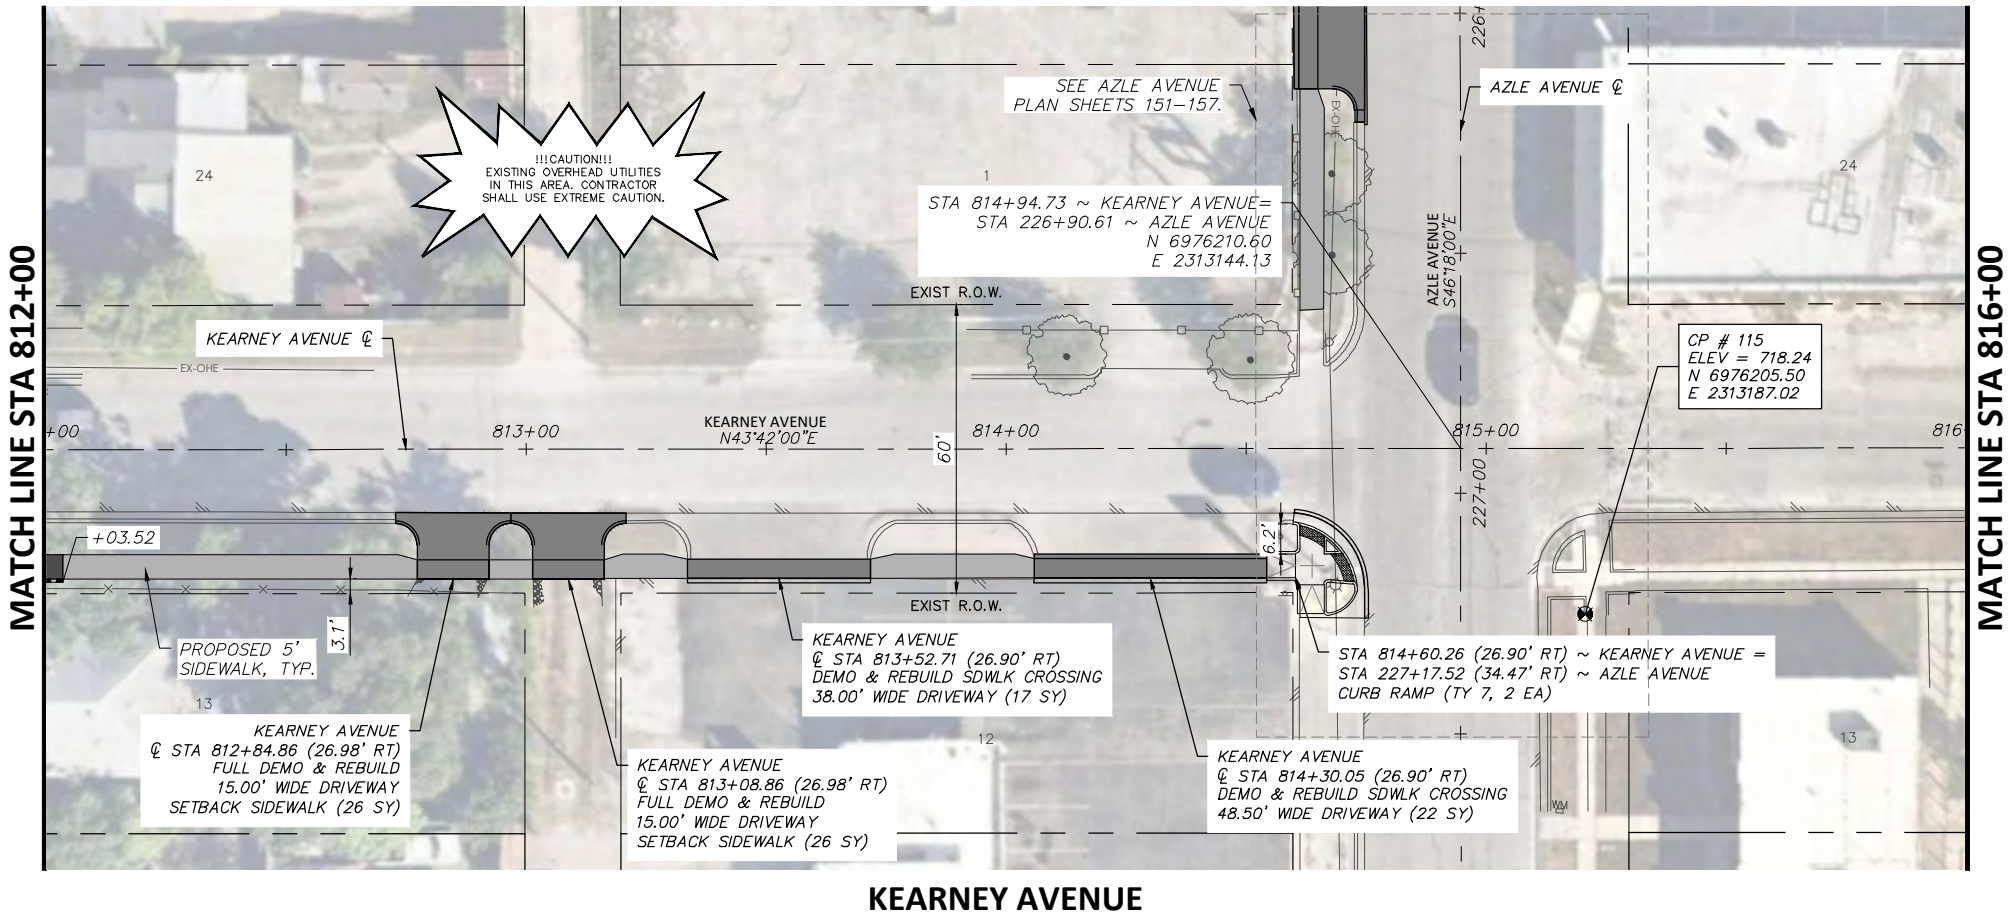 226+
SEE AZLE AVENUE
PLAN SHEETS 151-157.
EX-OHE
AZLE AVENUE ℄
!!!CAUTION!!!
EXISTING OVERHEAD UTILITIES
IN THIS AREA. CONTRACTOR
SHALL USE EXTREME CAUTION.
24
1
24
STA 814+94.73 ~ KEARNEY AVENUE=
STA 226+90.61 ~ AZLE AVENUE
N 6976210.60
E 2313144.13
AZLE AVENUE
S46°18'00"E
MATCH LINE STA 812+00
MATCH LINE STA 816+00
EXIST R.O.W.
KEARNEY AVENUE ℄
EX-OHE
CP # 115
ELEV = 718.24
N 6976205.50
E 2313187.02
+00
813+00
KEARNEY AVENUE
N43°42'00"E
60'
814+00
815+00
816
227+00
+03.52
6.2'
3.1'
EXIST R.O.W.
PROPOSED 5'
SIDEWALK, TYP.
KEARNEY AVENUE
℄ STA 813+52.71 (26.90' RT)
DEMO & REBUILD SDWLK CROSSING
38.00' WIDE DRIVEWAY (17 SY)
STA 814+60.26 (26.90' RT) ~ KEARNEY AVENUE =
STA 227+17.52 (34.47' RT) ~ AZLE AVENUE
CURB RAMP (TY 7, 2 EA)
13
12
13
KEARNEY AVENUE
℄ STA 812+84.86 (26.98' RT)
FULL DEMO & REBUILD
15.00' WIDE DRIVEWAY
SETBACK SIDEWALK (26 SY)
KEARNEY AVENUE
℄ STA 813+08.86 (26.98' RT)
FULL DEMO & REBUILD
15.00' WIDE DRIVEWAY
SETBACK SIDEWALK (26 SY)
KEARNEY AVENUE
℄ STA 814+30.05 (26.90' RT)
DEMO & REBUILD SDWLK CROSSING
48.50' WIDE DRIVEWAY (22 SY)
WM
KEARNEY AVENUE